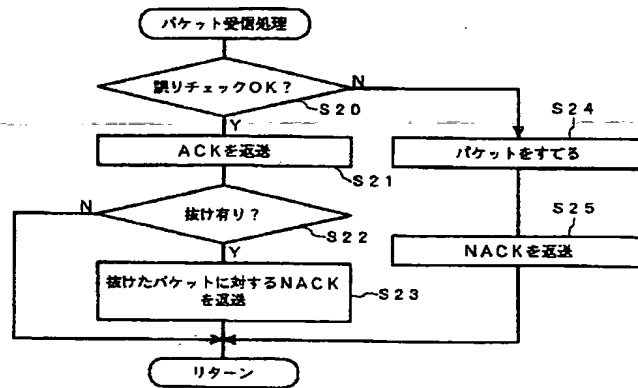 パケット受信処理
誤りチェックOK?
N
S20
Y
ACKを返送
S21
N
抜け有り?
S22
Y
抜けたパケットに対するNACK
を返送
S23
リターン
S24
パケットをすてる
S25
NACKを返送